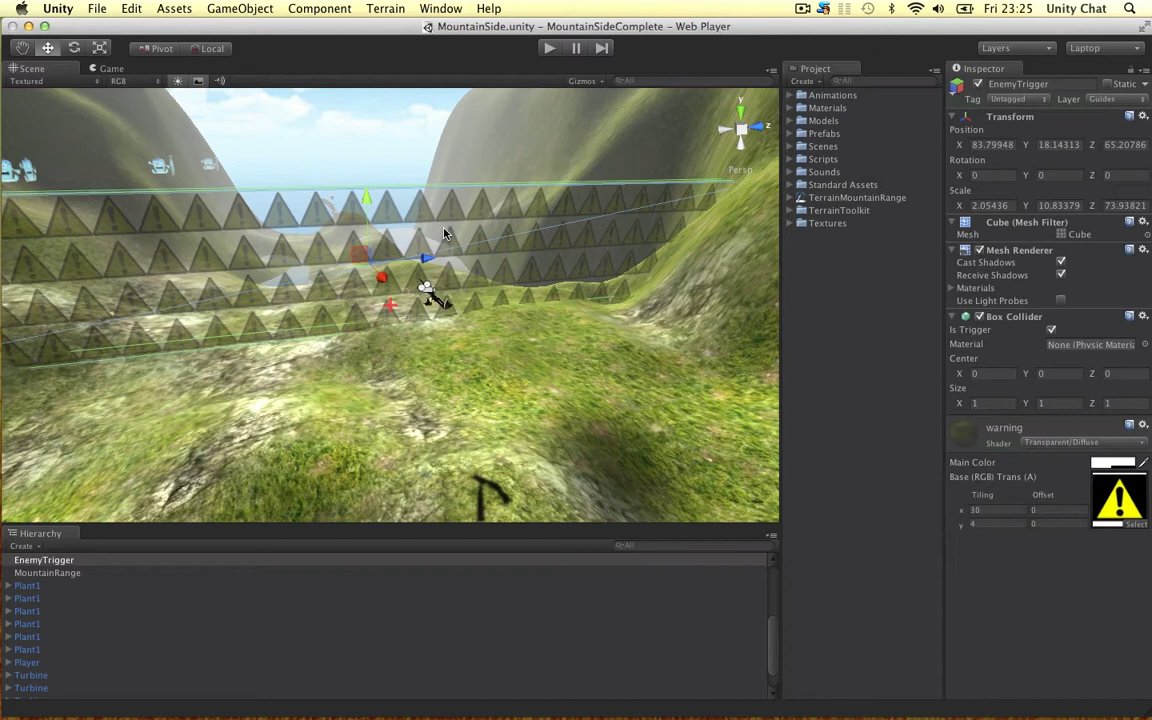 Unity File Edit Assets GameObject Component Terrain Window Help Fri 23:25 Unity Chat
MountainSide.unity – MountainSideComplete – Web Player
Pivot Local Layers Laptop
Scene Game
Textured RGB Gizmos All
Persp
y
z
Project
Create All
Animations
Materials
Models
Prefabs
Scenes
Scripts
Sounds
Standard Assets
TerrainMountainRange
TerrainToolkit
Textures
Inspector
EnemyTrigger Static
Tag Untagged Layer Guides
Transform
Position
X 83.79948 Y 18.14313 Z 65.20786
Rotation
X 0 Y 0 Z 0
Scale
X 2.05436 Y 10.83379 Z 73.93821
Cube (Mesh Filter)
Mesh Cube
Mesh Renderer
Cast Shadows
Receive Shadows
Materials
Use Light Probes
Box Collider
Is Trigger
Material None (Physic Materia
Center
X 0 Y 0 Z 0
Size
X 1 Y 1 Z 1
warning
Shader Transparent/Diffuse
Main Color
Base (RGB) Trans (A)
Tiling Offset
x 30 0
y 4 0
Select
Hierarchy
Create All
EnemyTrigger
MountainRange
Plant1
Plant1
Plant1
Plant1
Plant1
Plant1
Player
Turbine
Turbine